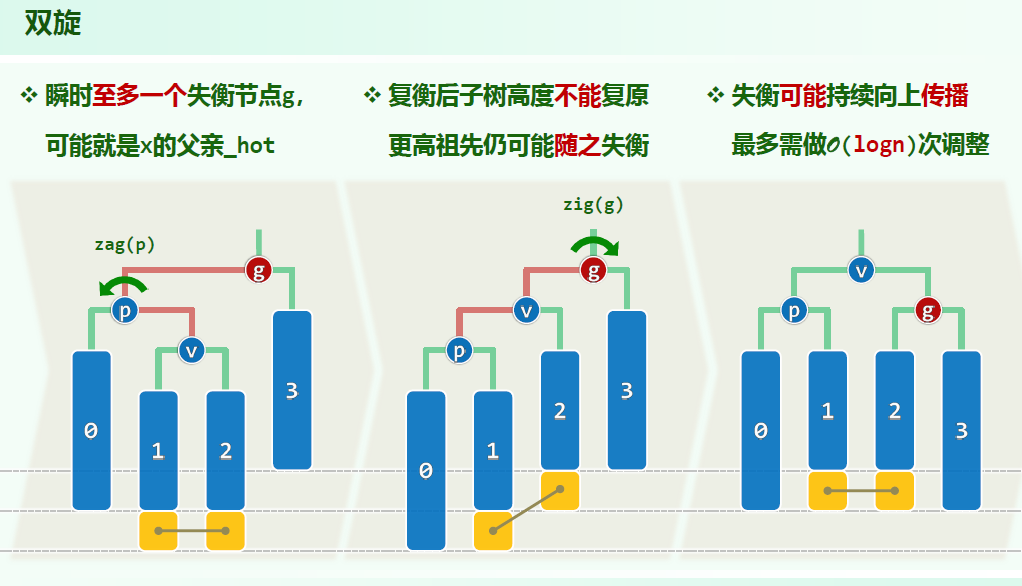 双旋
❖ 瞬时至多一个失衡节点g,
可能就是x的父亲_hot
❖ 复衡后子树高度不能复原
更高祖先仍可能随之失衡
❖ 失衡可能持续向上传播
最多需做𝒪(logn)次调整
zag(p)
g
p
v
0
1
2
3
zig(g)
g
v
p
0
1
2
3
v
p
g
0
1
2
3